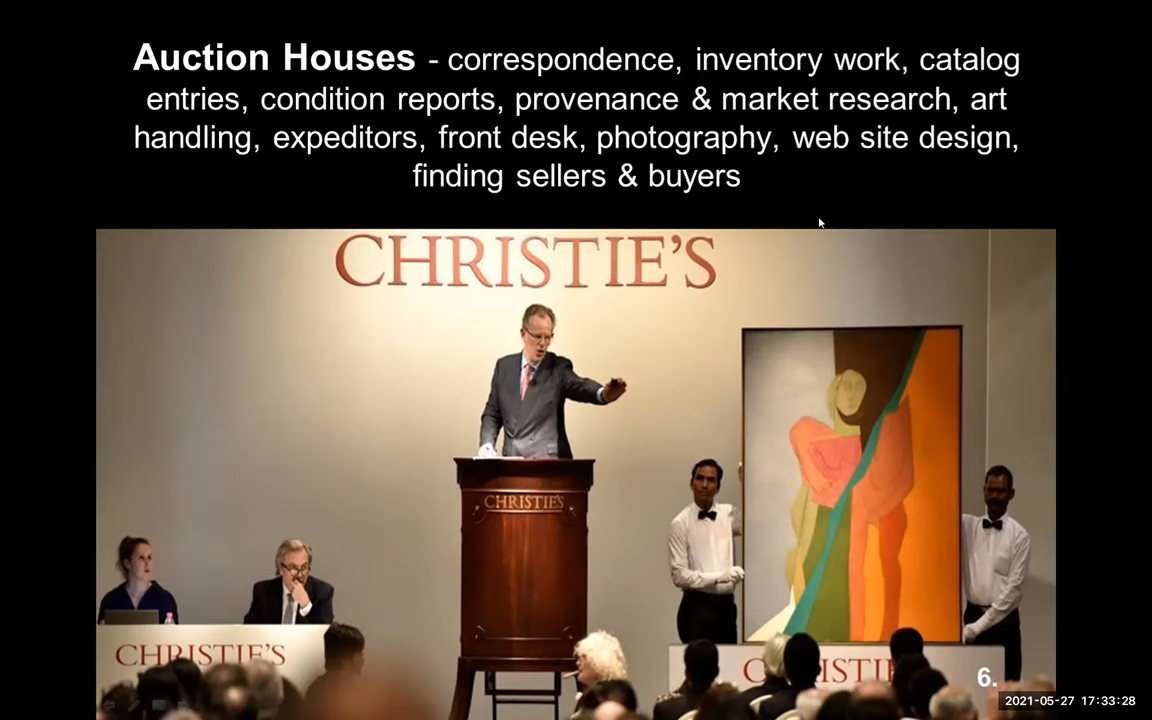 Auction Houses - correspondence, inventory work, catalog
entries, condition reports, provenance & market research, art
handling, expeditors, front desk, photography, web site design,
finding sellers & buyers
CHRISTIE'S
CHRISTIE'S
CHRISTIE'S
CHRISTIE
6.
2021-05-27 17:33:28